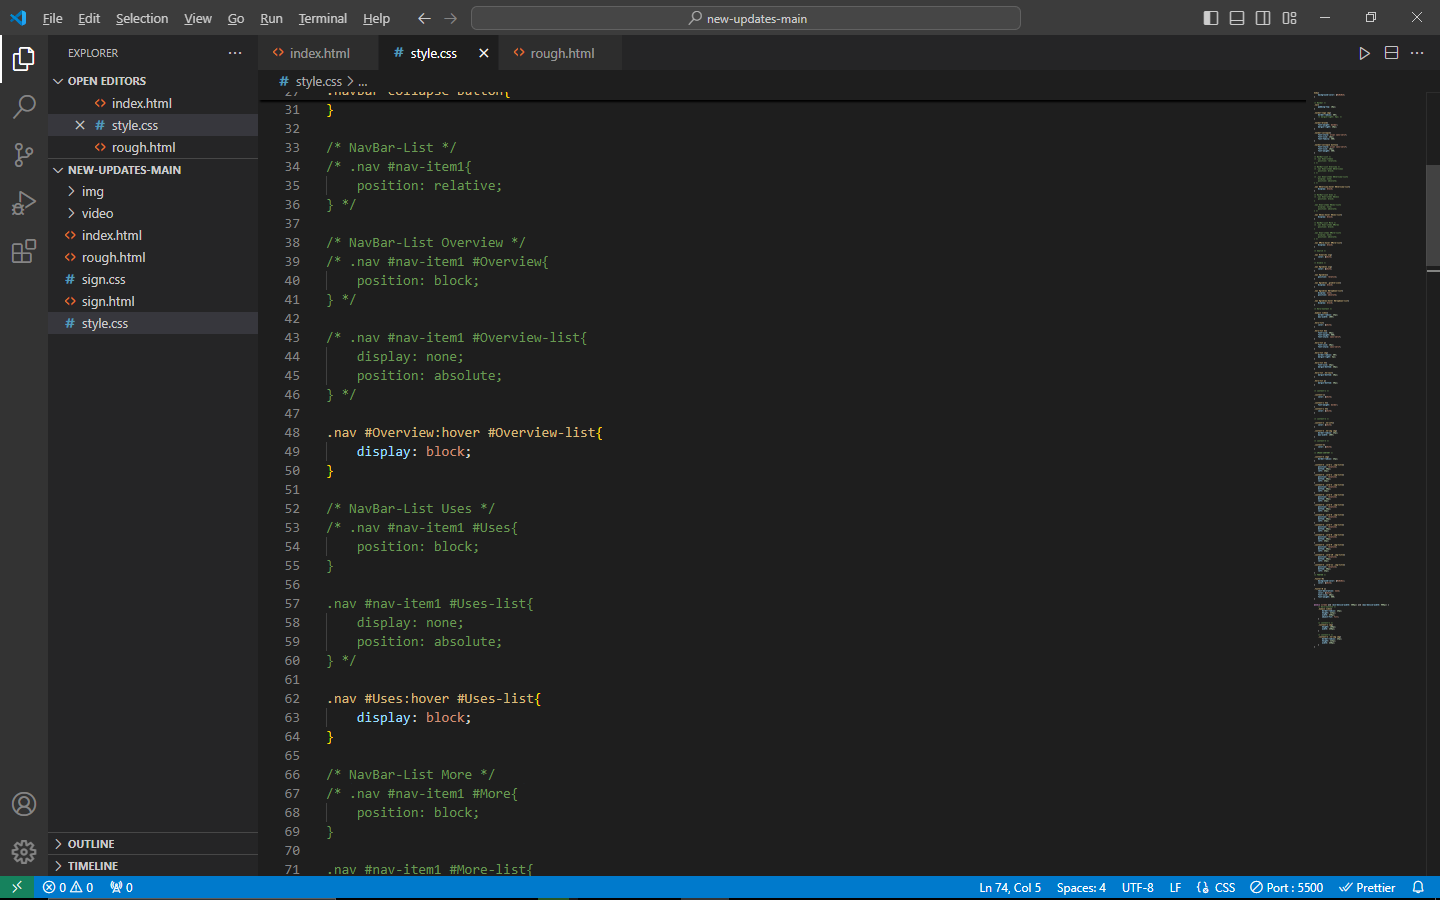 File Edit Selection View Go Run Terminal Help
new-updates-main
EXPLORER
OPEN EDITORS
index.html
style.css
rough.html
NEW-UPDATES-MAIN
img
video
index.html
rough.html
sign.css
sign.html
style.css
OUTLINE
TIMELINE
index.html
style.css
rough.html
style.css > ...
27 .navbar-collapse button{
31 }
32
33 /* NavBar-List */
34 /* .nav #nav-item1{
35 position: relative;
36 } */
37
38 /* NavBar-List Overview */
39 /* .nav #nav-item1 #Overview{
40 position: block;
41 } */
42
43 /* .nav #nav-item1 #Overview-list{
44 display: none;
45 position: absolute;
46 } */
47
48 .nav #Overview:hover #Overview-list{
49 display: block;
50 }
51
52 /* NavBar-List Uses */
53 /* .nav #nav-item1 #Uses{
54 position: block;
55 }
56
57 .nav #nav-item1 #Uses-list{
58 display: none;
59 position: absolute;
60 } */
61
62 .nav #Uses:hover #Uses-list{
63 display: block;
64 }
65
66 /* NavBar-List More */
67 /* .nav #nav-item1 #More{
68 position: block;
69 }
70
71 .nav #nav-item1 #More-list{
0 0 0
Ln 74, Col 5 Spaces: 4 UTF-8 LF CSS Port : 5500 Prettier